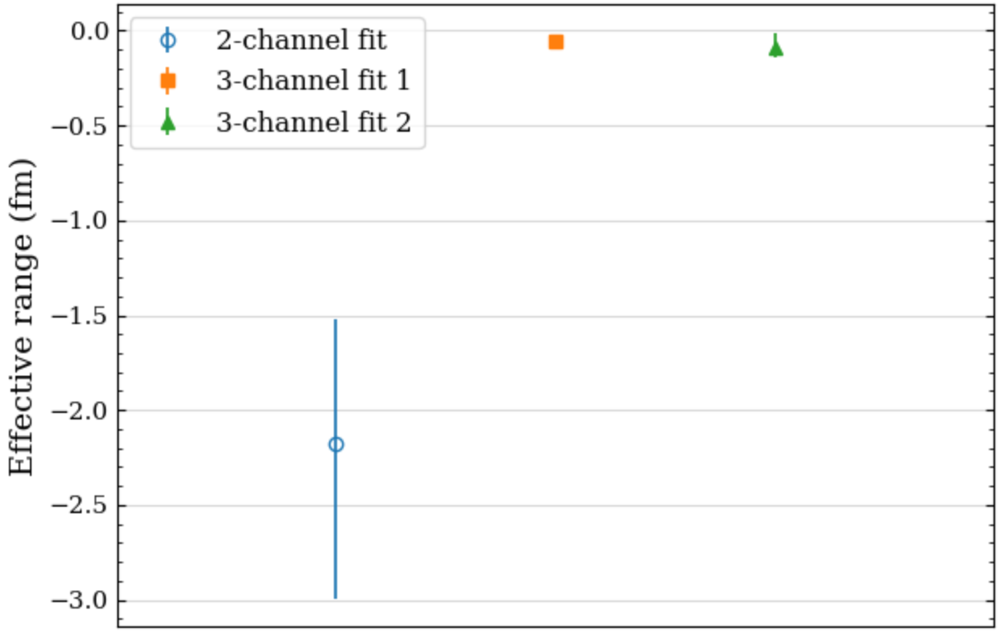 Effective range (fm)
0.0
−0.5
−1.0
−1.5
−2.0
−2.5
−3.0
2-channel fit
3-channel fit 1
3-channel fit 2